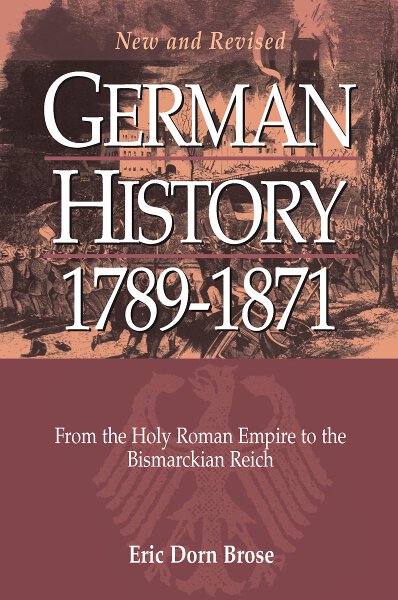 New and Revised
GERMAN
HISTORY
1789-1871
From the Holy Roman Empire to the
Bismarckian Reich
Eric Dorn Brose